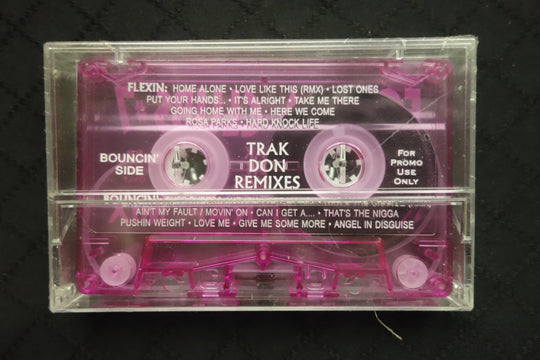 FLEXIN: HOME ALONE • LOVE LIKE THIS (RMX) • LOST ONES
PUT YOUR HANDS... • IT'S ALRIGHT • TAKE ME THERE
GOING HOME WITH ME • HERE WE COME
ROSA PARKS • HARD KNOCK LIFE
BOUNCIN'
SIDE
TRAK
DON
REMIXES
FOR
PROMO
USE
ONLY
BOUNCIN':
AIN'T MY FAULT / MOVIN' ON • CAN I GET A.... • THAT'S THE NIGGA
PUSHIN WEIGHT • LOVE ME • GIVE ME SOME MORE • ANGEL IN DISGUISE